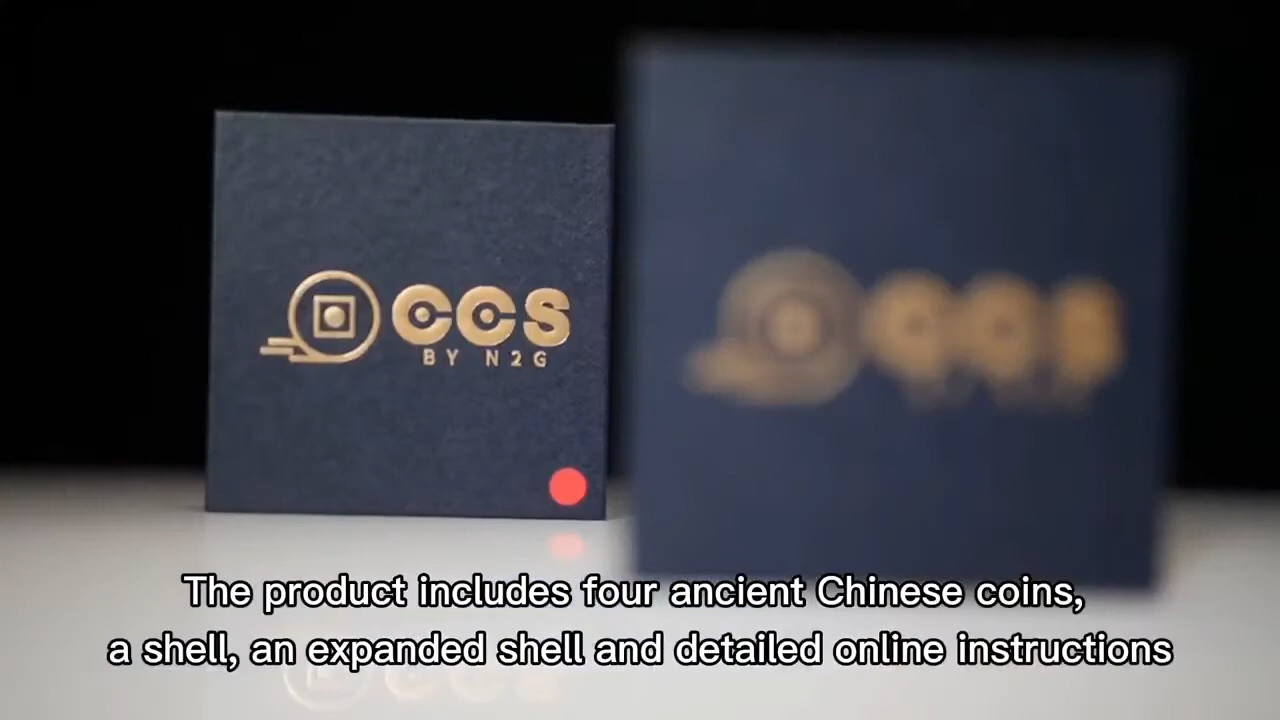 CCS
BY N2G
The product includes four ancient Chinese coins,
a shell, an expanded shell and detailed online instructions